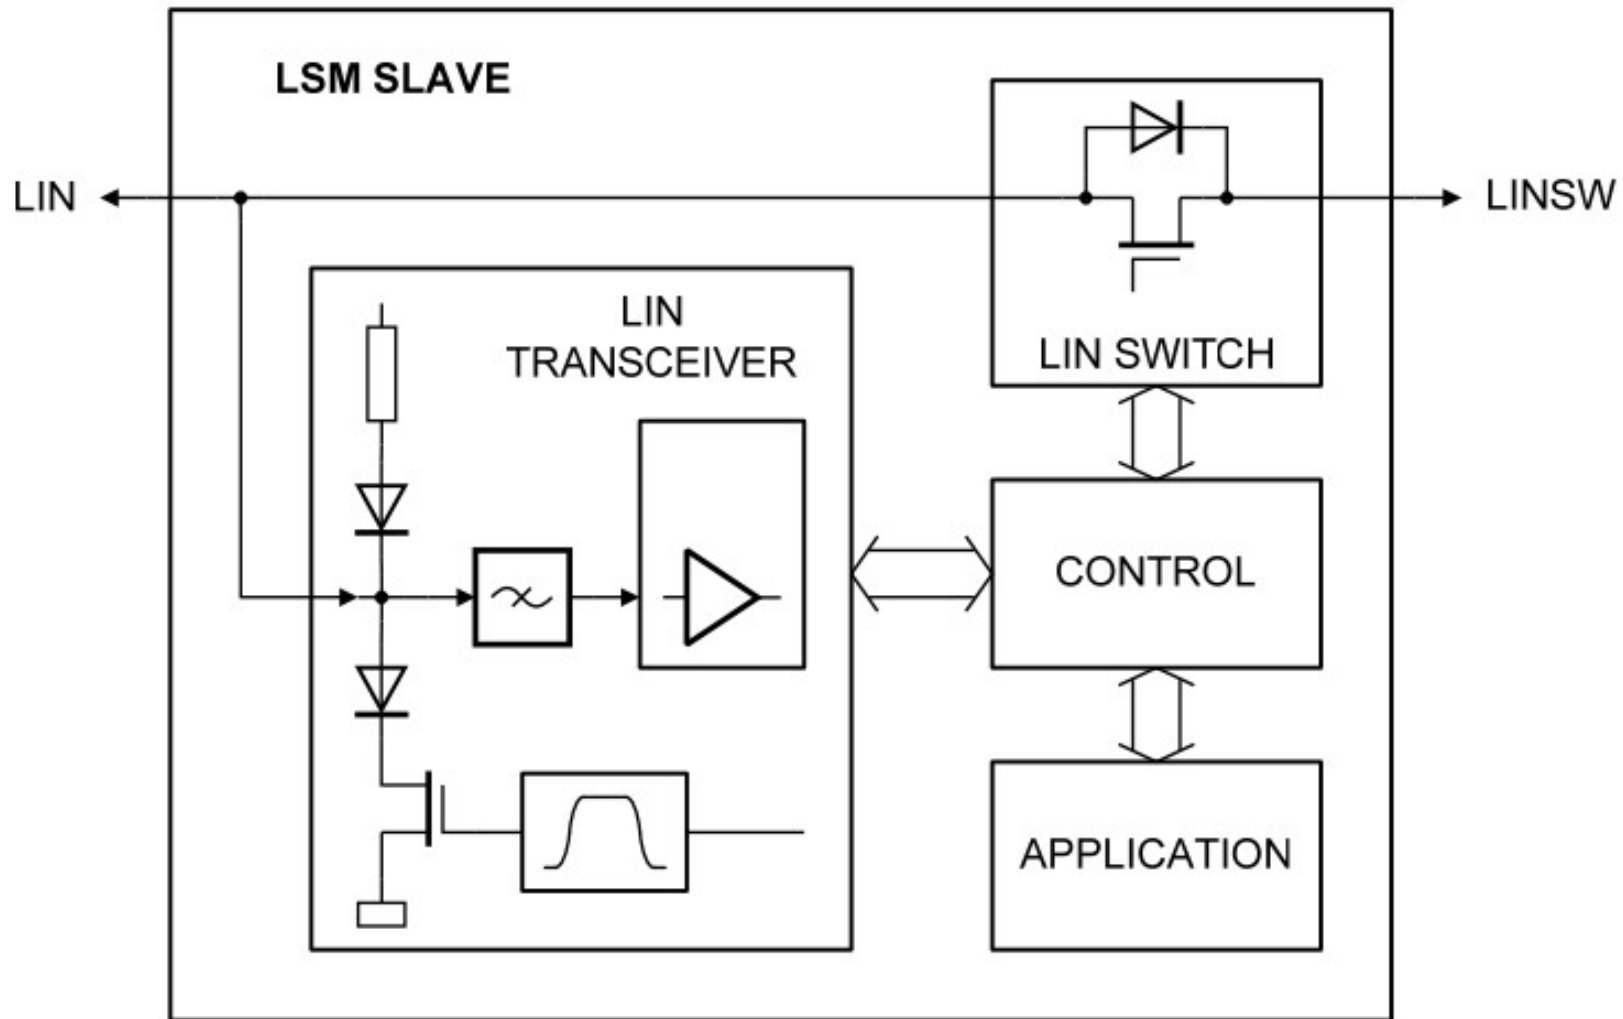 LSM SLAVE
LIN
LINSW
LIN
TRANSCEIVER
LIN SWITCH
CONTROL
APPLICATION